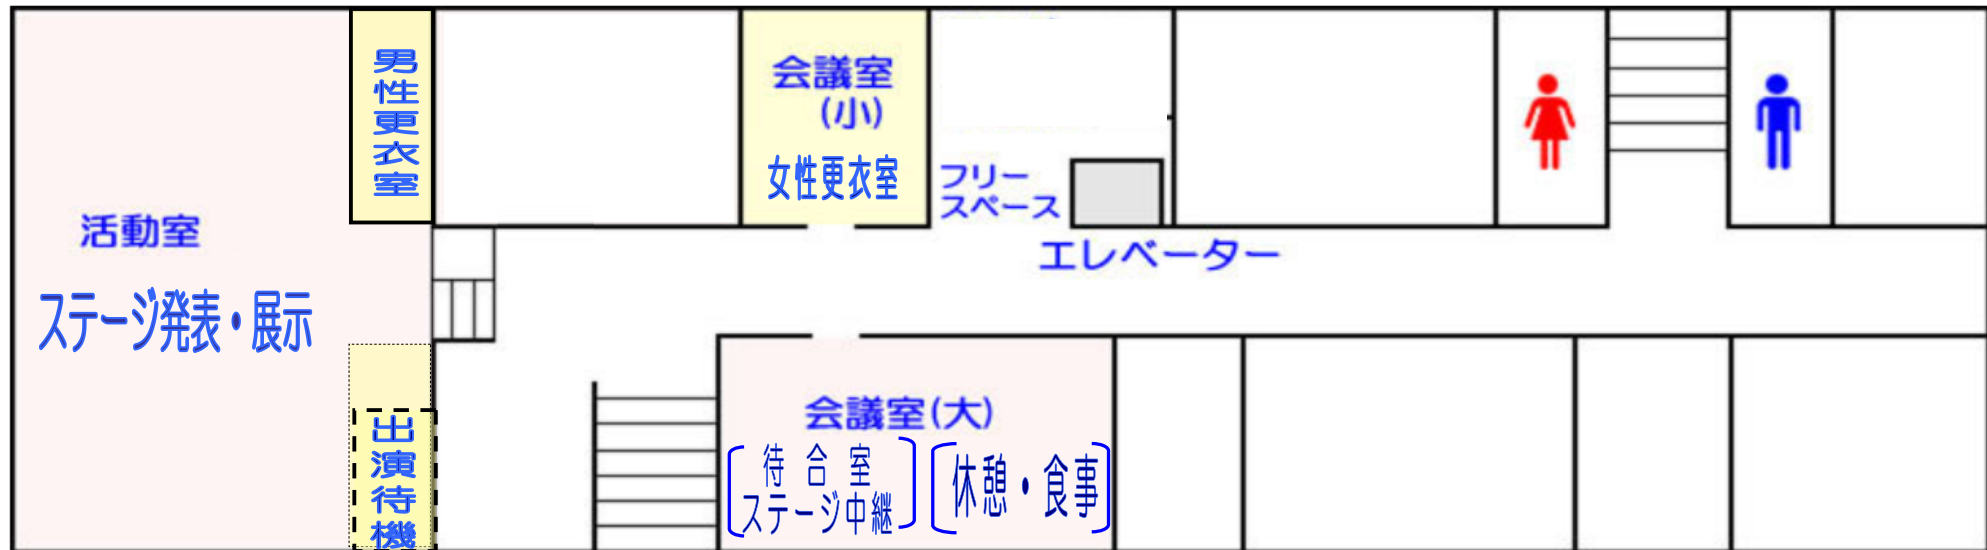 男性更衣室
会議室
(小)
女性更衣室
フリー
スペース
エレベーター
活動室
ステージ発表・展示
出演待機
会議室(大)
待合室
ステージ中継
休憩・食事